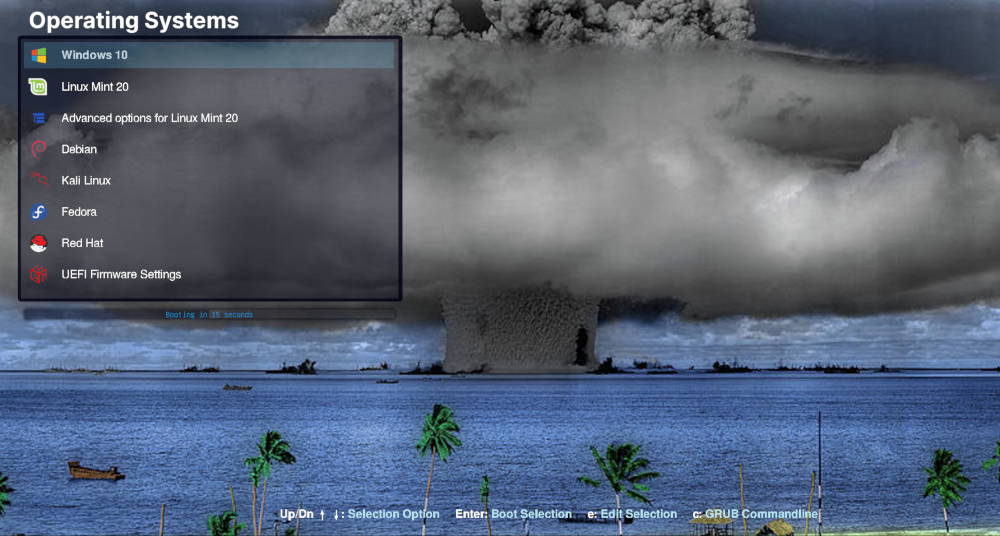 Operating Systems
Windows 10
Linux Mint 20
Advanced options for Linux Mint 20
Debian
Kali Linux
Fedora
Red Hat
UEFI Firmware Settings
Booting in 15 seconds
Up/Dn ↑ ↓: Selection Option Enter: Boot Selection e: Edit Selection c: GRUB Commandline